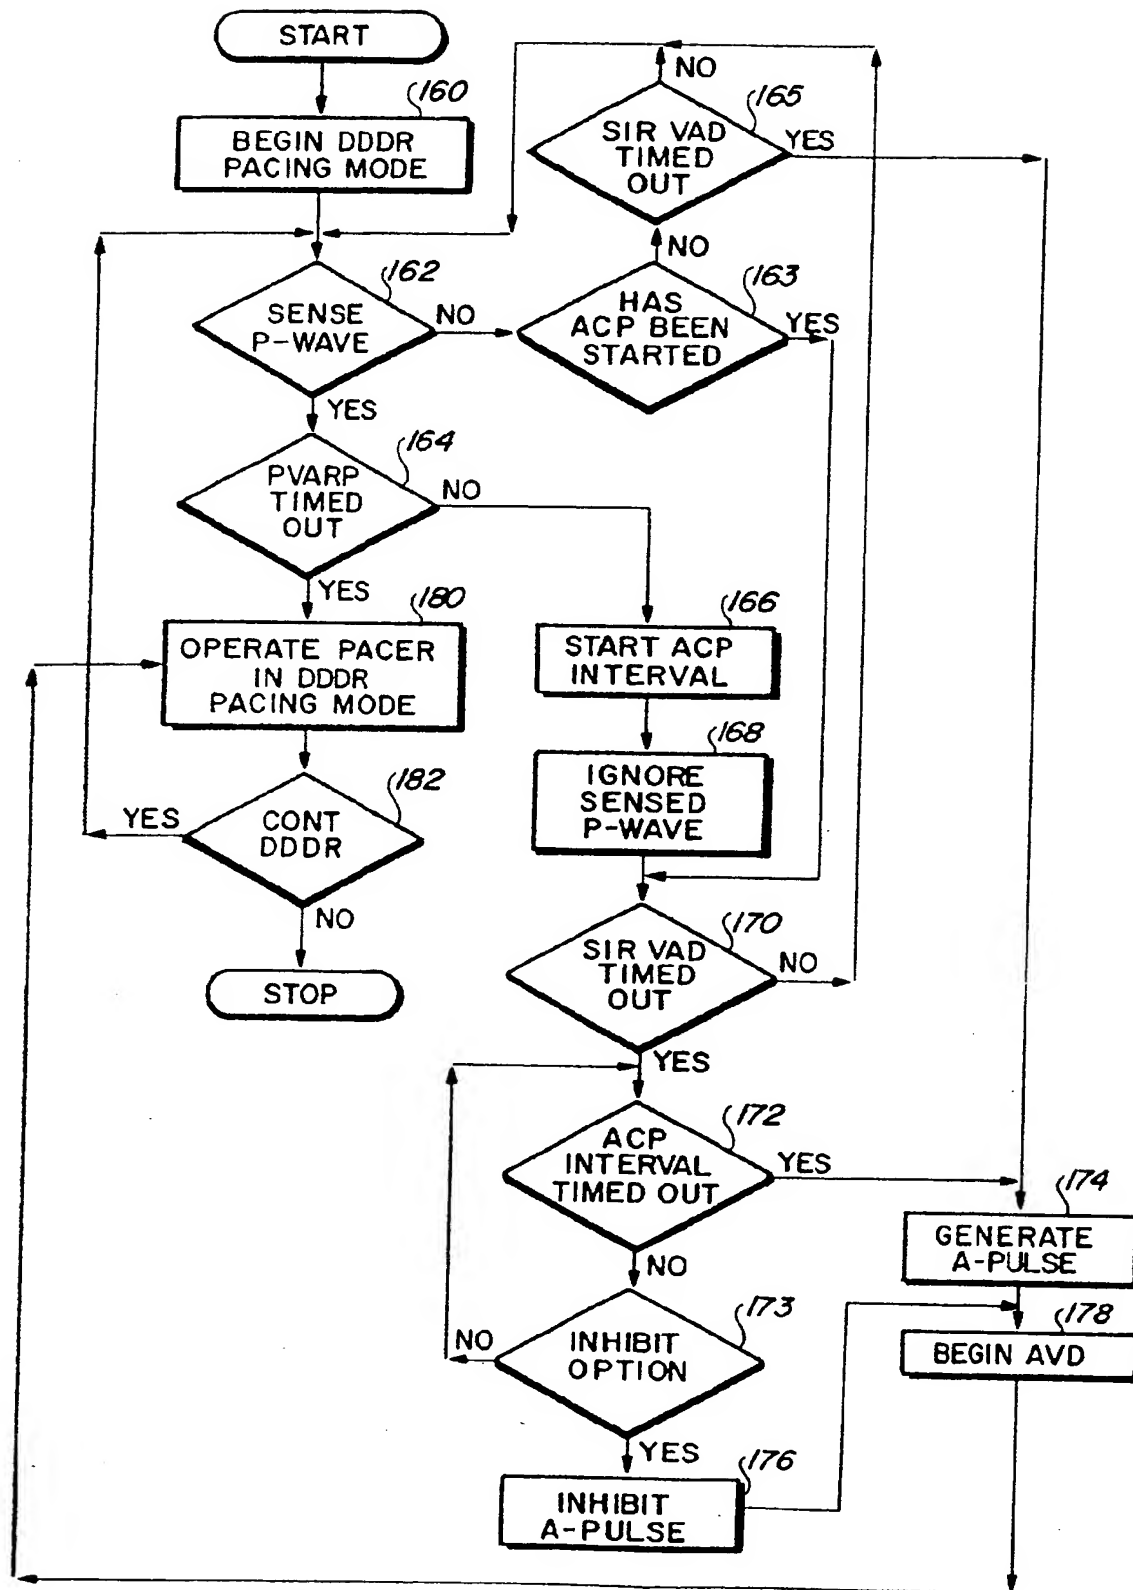 START
160
BEGIN DDDR
PACING MODE
NO
165
SIR VAD
TIMED
OUT
YES
NO
162
SENSE
P-WAVE
NO
163
HAS
ACP BEEN
STARTED
YES
YES
164
PVARP
TIMED
OUT
NO
YES
180
OPERATE PACER
IN DDDR
PACING MODE
166
START ACP
INTERVAL
168
IGNORE
SENSED
P-WAVE
182
YES
CONT
DDDR
NO
STOP
170
SIR VAD
TIMED
OUT
NO
YES
172
ACP
INTERVAL
TIMED OUT
YES
NO
174
GENERATE
A-PULSE
173
NO
INHIBIT
OPTION
YES
178
BEGIN AVD
176
INHIBIT
A-PULSE